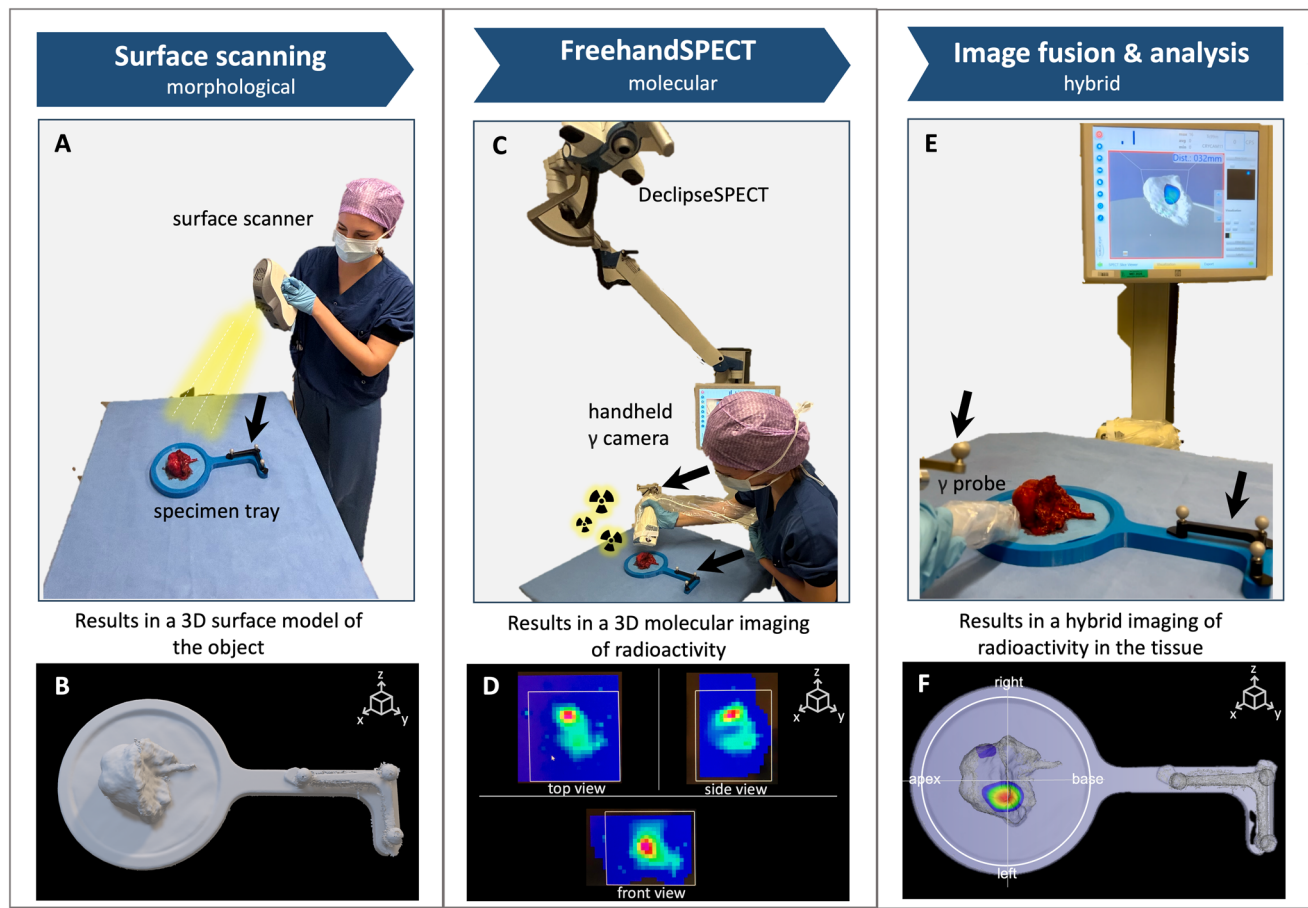 Surface scanning
morphological
A
surface scanner
specimen tray
Results in a 3D surface model of
the object
B
z
x
y
FreehandSPECT
molecular
C
DeclipseSPECT
handheld
γ camera
Results in a 3D molecular imaging
of radioactivity
D
z
x
y
top view
side view
front view
Image fusion & analysis
hybrid
E
Dist.: 032mm
γ probe
Results in a hybrid imaging of
radioactivity in the tissue
F
right
z
x
y
apex
base
left